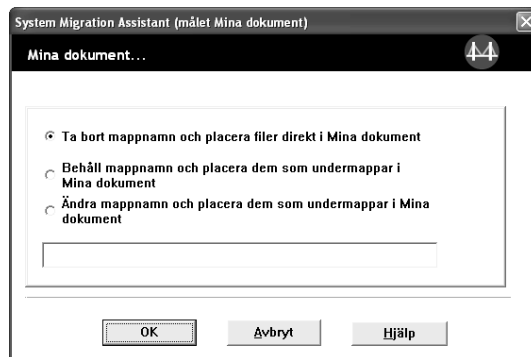 System Migration Assistant (målet Mina dokument)
Mina dokument...
Ta bort mappnamn och placera filer direkt i Mina dokument
Behåll mappnamn och placera dem som undermappar i
Mina dokument
Ändra mappnamn och placera dem som undermappar i Mina
dokument
OK
Avbryt
Hjälp